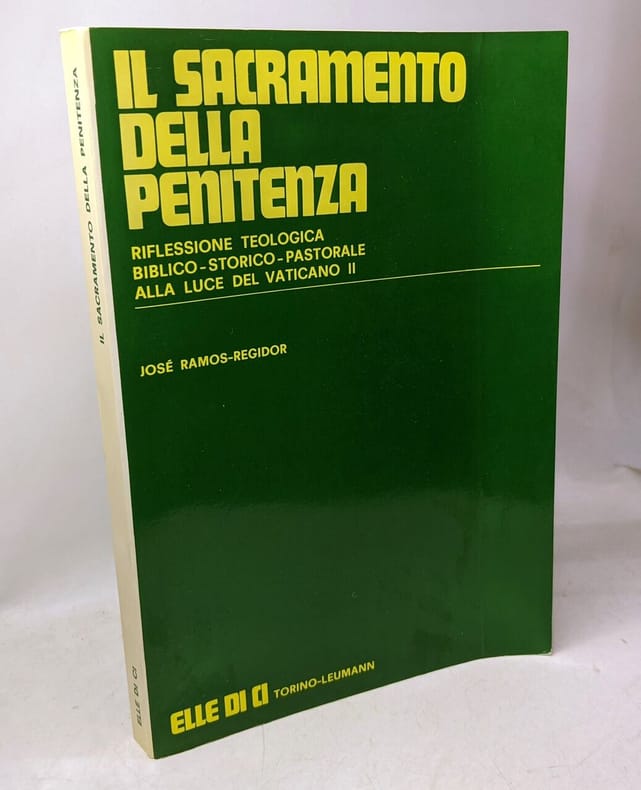 IL SACRAMENTO
DELLA
PENITENZA
RIFLESSIONE TEOLOGICA
BIBLICO-STORICO-PASTORALE
ALLA LUCE DEL VATICANO II
JOSÉ RAMOS-REGIDOR
ELLE DI CI TORINO-LEUMANN
IL SACRAMENTO DELLA PENITENZA
ELLE DI CI